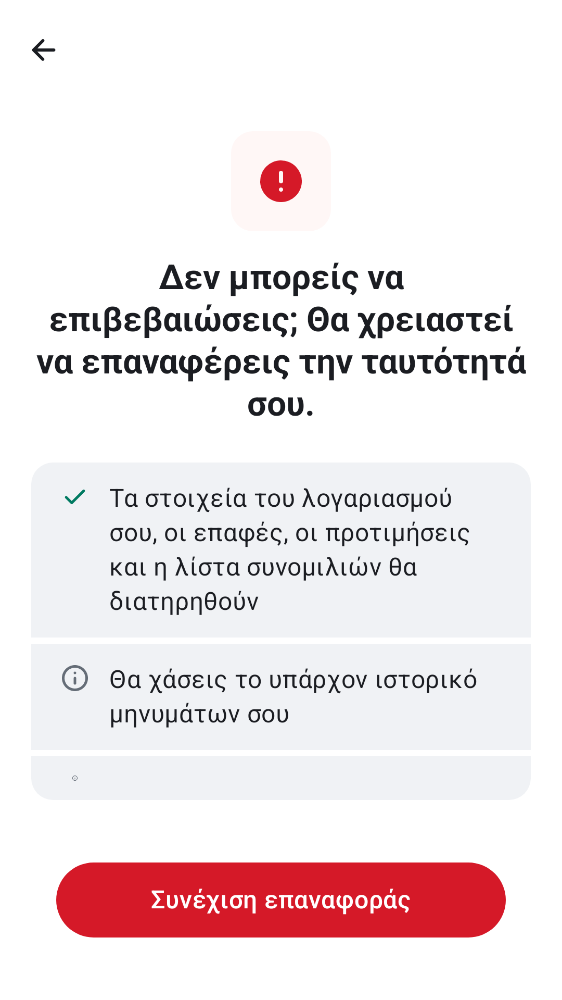 Δεν μπορείς να
επιβεβαιώσεις; Θα χρειαστεί
να επαναφέρεις την ταυτότητά
σου.
Τα στοιχεία του λογαριασμού
σου, οι επαφές, οι προτιμήσεις
και η λίστα συνομιλιών θα
διατηρηθούν
Θα χάσεις το υπάρχον ιστορικό
μηνυμάτων σου
Συνέχιση επαναφοράς